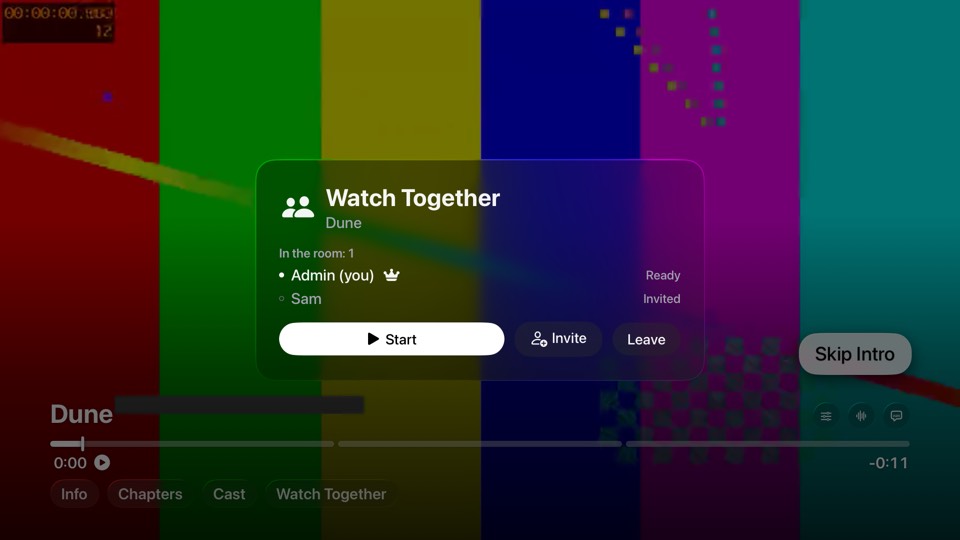 12
Watch Together
Dune
In the room: 1
Admin (you) Ready
Sam Invited
Start Invite Leave
Skip Intro
Dune
0:00 -0:11
Info Chapters Cast Watch Together